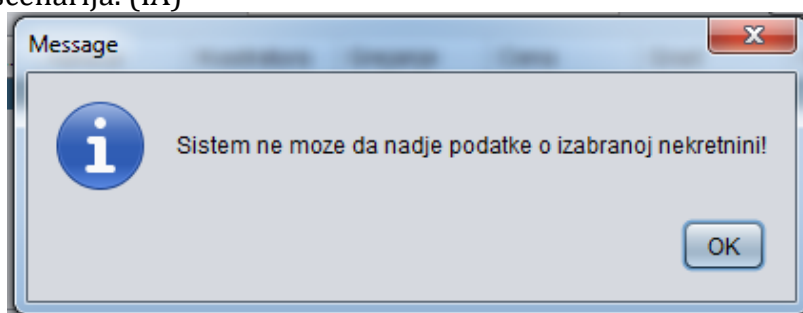 scenarija. (IA)
Message
Sistem ne moze da nadje podatke o izabranoj nekretnini!
OK